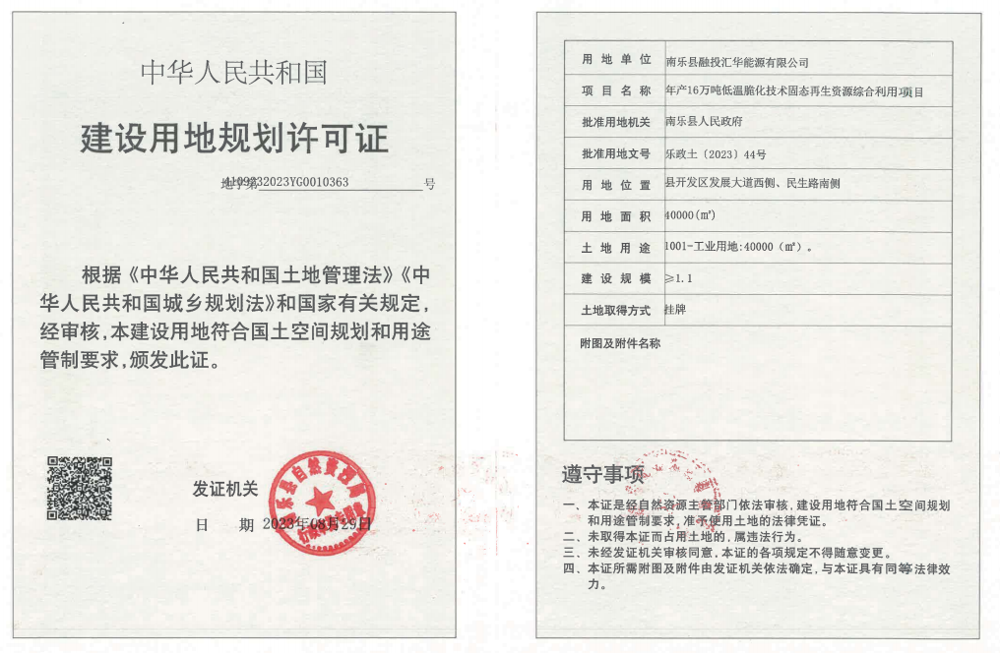 中华人民共和国
建设用地规划许可证
地字第4109232023YG0010363号
根据《中华人民共和国土地管理法》《中
华人民共和国城乡规划法》和国家有关规定,
经审核,本建设用地符合国土空间规划和用途
管制要求,颁发此证。
发证机关
南乐县自然资源局
行政审批专用章
日 期 2023年08月29日
用地单位 南乐县融投汇华能源有限公司
项目名称 年产16万吨低温脆化技术固态再生资源综合利用项目
批准用地机关 南乐县人民政府
批准用地文号 乐政土〔2023〕44号
用地位置 县开发区发展大道西侧、民生路南侧
用地面积 40000(㎡)
土地用途 1001-工业用地:40000(㎡)。
建设规模 ≥1.1
土地取得方式 挂牌
附图及附件名称
遵守事项
一、本证是经自然资源主管部门依法审核,建设用地符合国土空间规划
和用途管制要求,准予使用土地的法律凭证。
二、未取得本证而占用土地的,属违法行为。
三、未经发证机关审核同意,本证的各项规定不得随意变更。
四、本证所需附图及附件由发证机关依法确定,与本证具有同等法律效
力。